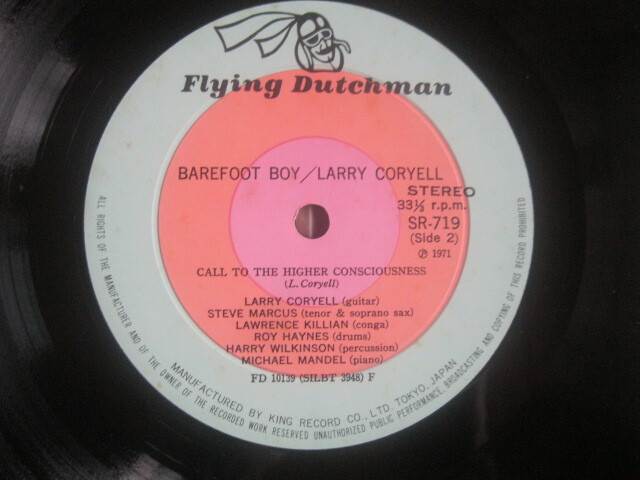 Flying Dutchman
BAREFOOT BOY/LARRY CORYELL
STEREO
33⅓ r.p.m.
SR-719
(Side 2)
Ⓟ 1971
CALL TO THE HIGHER CONSCIOUSNESS
(L. Coryell)
LARRY CORYELL (guitar)
STEVE MARCUS (tenor & soprano sax)
LAWRENCE KILLIAN (conga)
ROY HAYNES (drums)
HARRY WILKINSON (percussion)
MICHAEL MANDEL (piano)
FD 10139 (SILBT 3948) F
MANUFACTURED BY KING RECORD CO., LTD. TOKYO, JAPAN
ALL RIGHTS OF THE MANUFACTURER AND OF THE OWNER OF THE RECORDED WORK RESERVED UNAUTHORIZED PUBLIC PERFORMANCE, BROADCASTING AND COPYING OF THIS RECORD PROHIBITED